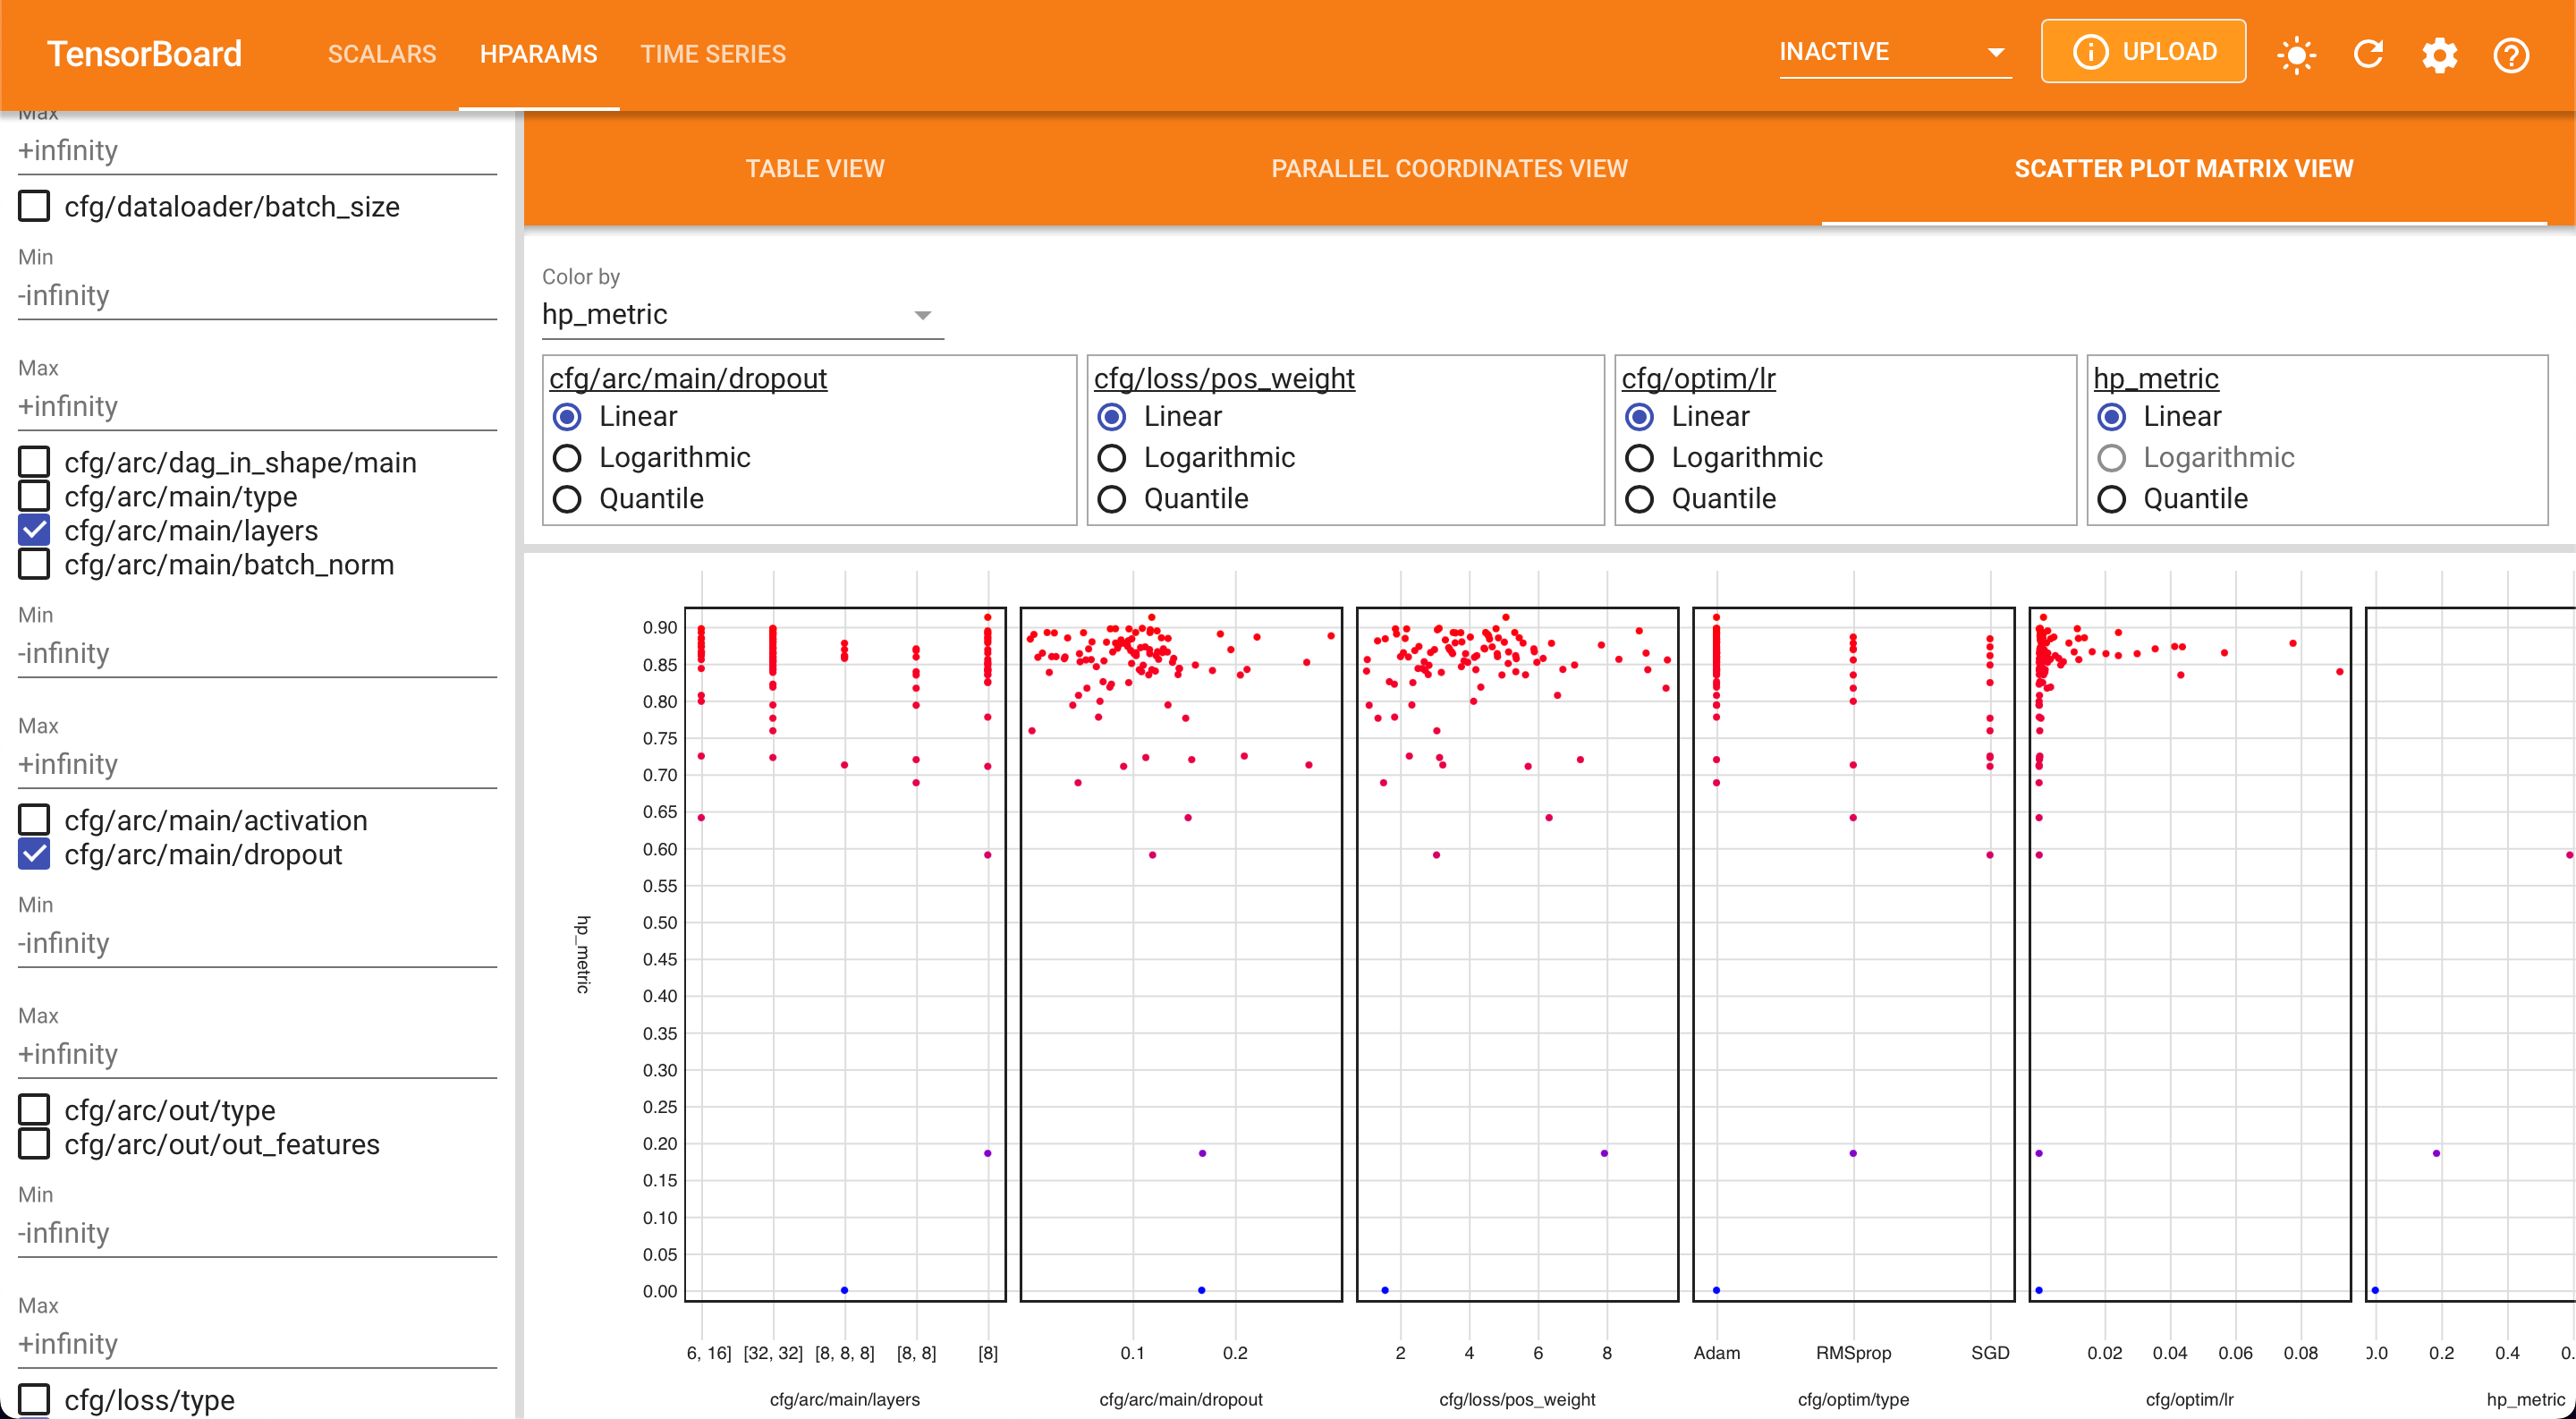 TensorBoard
SCALARS
HPARAMS
TIME SERIES
INACTIVE
UPLOAD
Max
+infinity
cfg/dataloader/batch_size
Min
-infinity
Max
+infinity
cfg/arc/dag_in_shape/main
cfg/arc/main/type
cfg/arc/main/layers
cfg/arc/main/batch_norm
Min
-infinity
Max
+infinity
cfg/arc/main/activation
cfg/arc/main/dropout
Min
-infinity
Max
+infinity
cfg/arc/out/type
cfg/arc/out/out_features
Min
-infinity
Max
+infinity
cfg/loss/type
TABLE VIEW
PARALLEL COORDINATES VIEW
SCATTER PLOT MATRIX VIEW
Color by
hp_metric
cfg/arc/main/dropout
Linear
Logarithmic
Quantile
cfg/loss/pos_weight
Linear
Logarithmic
Quantile
cfg/optim/lr
Linear
Logarithmic
Quantile
hp_metric
Linear
Logarithmic
Quantile
hp_metric
0.90
0.85
0.80
0.75
0.70
0.65
0.60
0.55
0.50
0.45
0.40
0.35
0.30
0.25
0.20
0.15
0.10
0.05
0.00
6, 16] [32, 32] [8, 8, 8] [8, 8] [8]
cfg/arc/main/layers
0.1 0.2
cfg/arc/main/dropout
2 4 6 8
cfg/loss/pos_weight
Adam RMSprop SGD
cfg/optim/type
0.02 0.04 0.06 0.08
cfg/optim/lr
0.0 0.2 0.4 0.
hp_metric